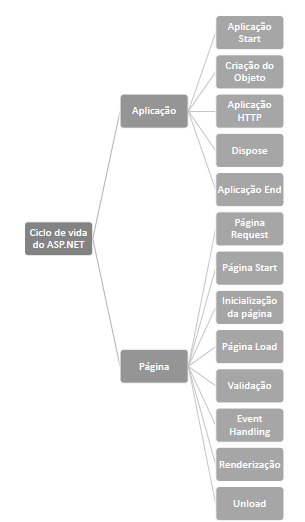 Aplicação
Start
Criação do
Objeto
Aplicação
HTTP
Aplicação
Dispose
Aplicação End
Ciclo de vida
do ASP.NET
Página
Request
Página Start
Inicialização
da página
Página Load
Página
Validação
Event
Handling
Renderização
Unload